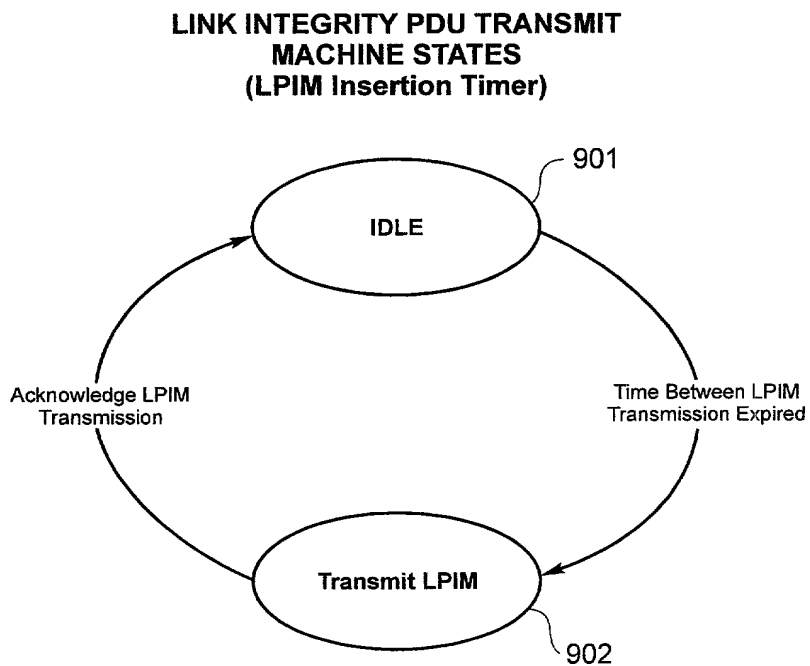 LINK INTEGRITY PDU TRANSMIT
MACHINE STATES
(LPIM Insertion Timer)
901
IDLE
Acknowledge LPIM
Transmission
Time Between LPIM
Transmission Expired
Transmit LPIM
902